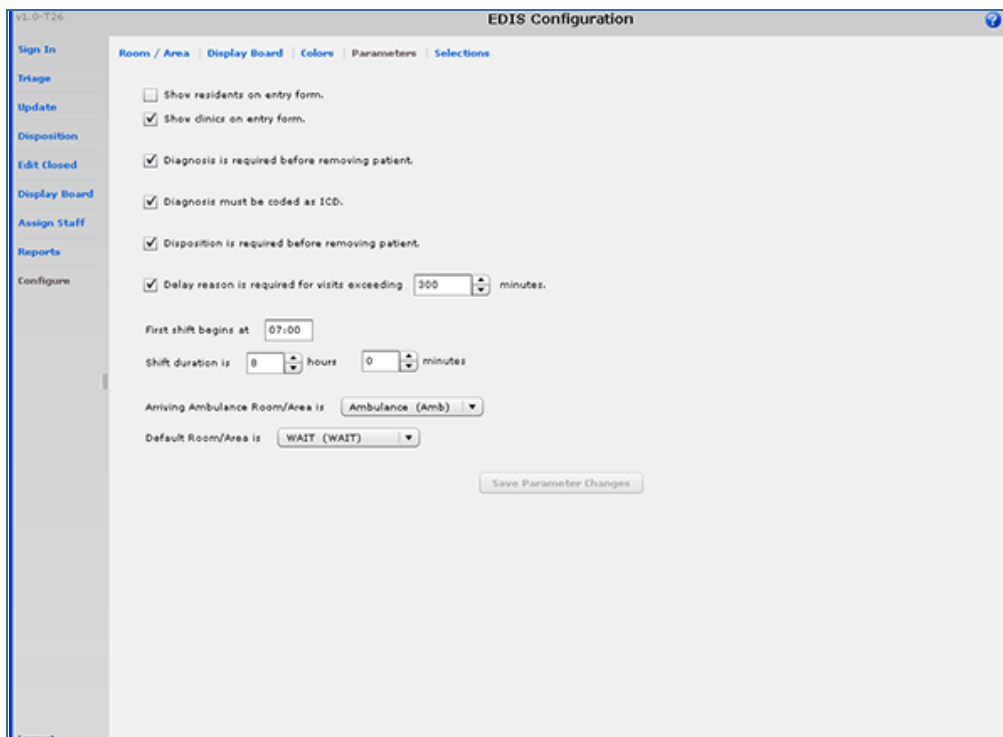 v1.0-T26
EDIS Configuration
Sign In
Triage
Update
Disposition
Edit Closed
Display Board
Assign Staff
Reports
Configure
Room / Area | Display Board | Colors | Parameters | Selections
Show residents on entry form.
Show clinics on entry form.
Diagnosis is required before removing patient.
Diagnosis must be coded as ICD.
Disposition is required before removing patient.
Delay reason is required for visits exceeding 300 minutes.
First shift begins at 07:00
Shift duration is 8 hours 0 minutes
Arriving Ambulance Room/Area is Ambulance (Amb)
Default Room/Area is WAIT (WAIT)
Save Parameter Changes